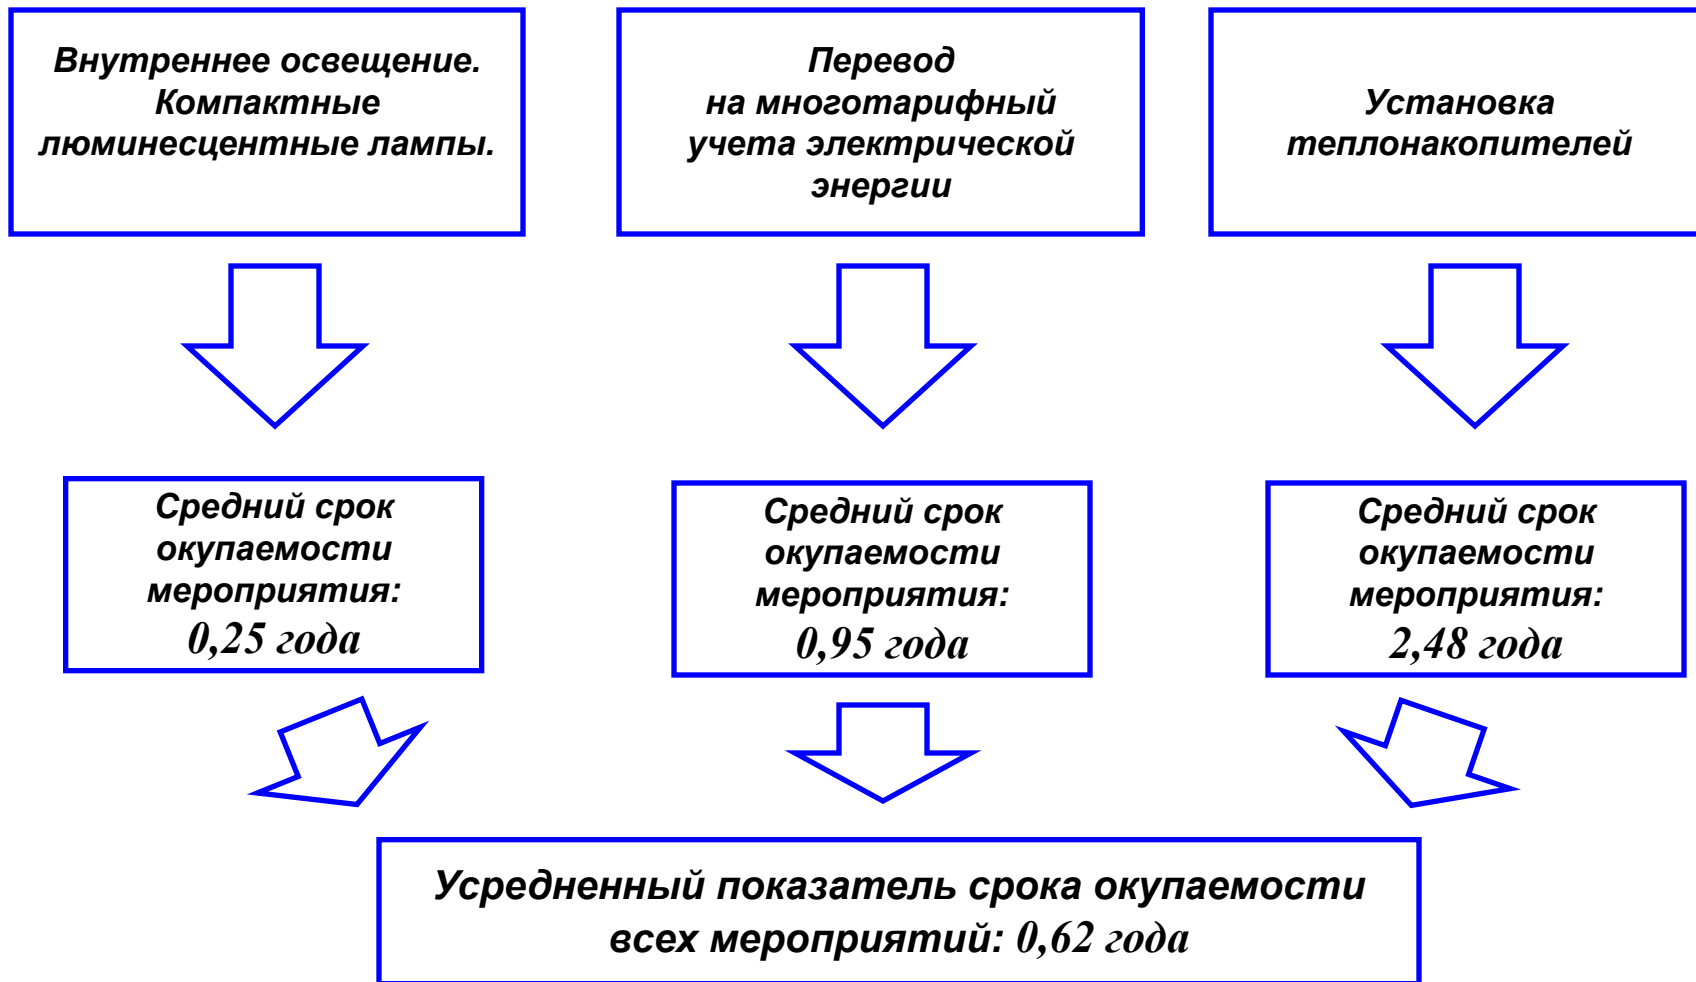 Внутреннее освещение.
Компактные
люминесцентные лампы.
Перевод
на многотарифный
учета электрической
энергии
Установка
теплонакопителей
Средний срок
окупаемости
мероприятия:
0,25 года
Средний срок
окупаемости
мероприятия:
0,95 года
Средний срок
окупаемости
мероприятия:
2,48 года
Усредненный показатель срока окупаемости
всех мероприятий: 0,62 года